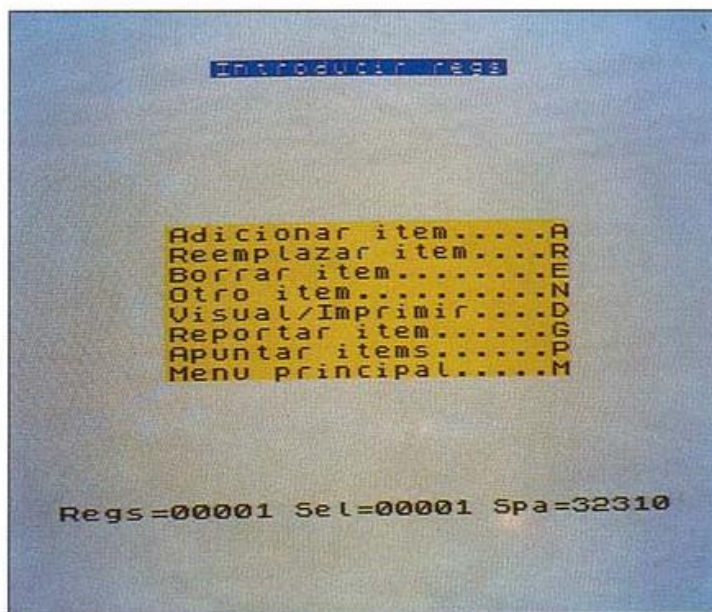 Introducir regs
Adicionar item.....A
Reemplazar item....R
Borrar item........E
Otro item..........N
Visual/Imprimir....D
Reportar item......G
Apuntar items......P
Menu principal.....M
Regs=00001 Sel=00001 Spa=32310